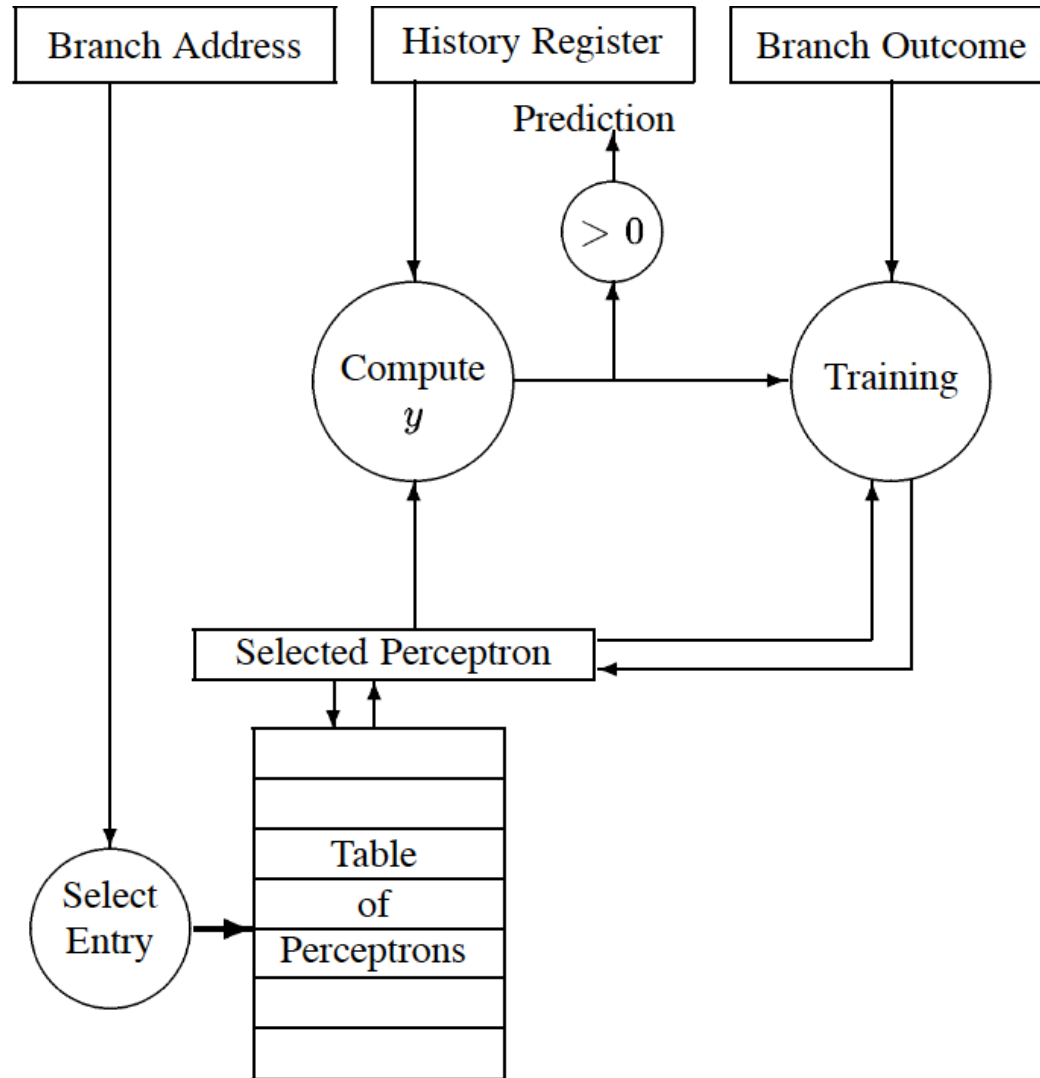 Branch Address
History Register
Branch Outcome
Prediction
> 0
Compute
y
Training
Selected Perceptron
Table
of
Perceptrons
Select
Entry